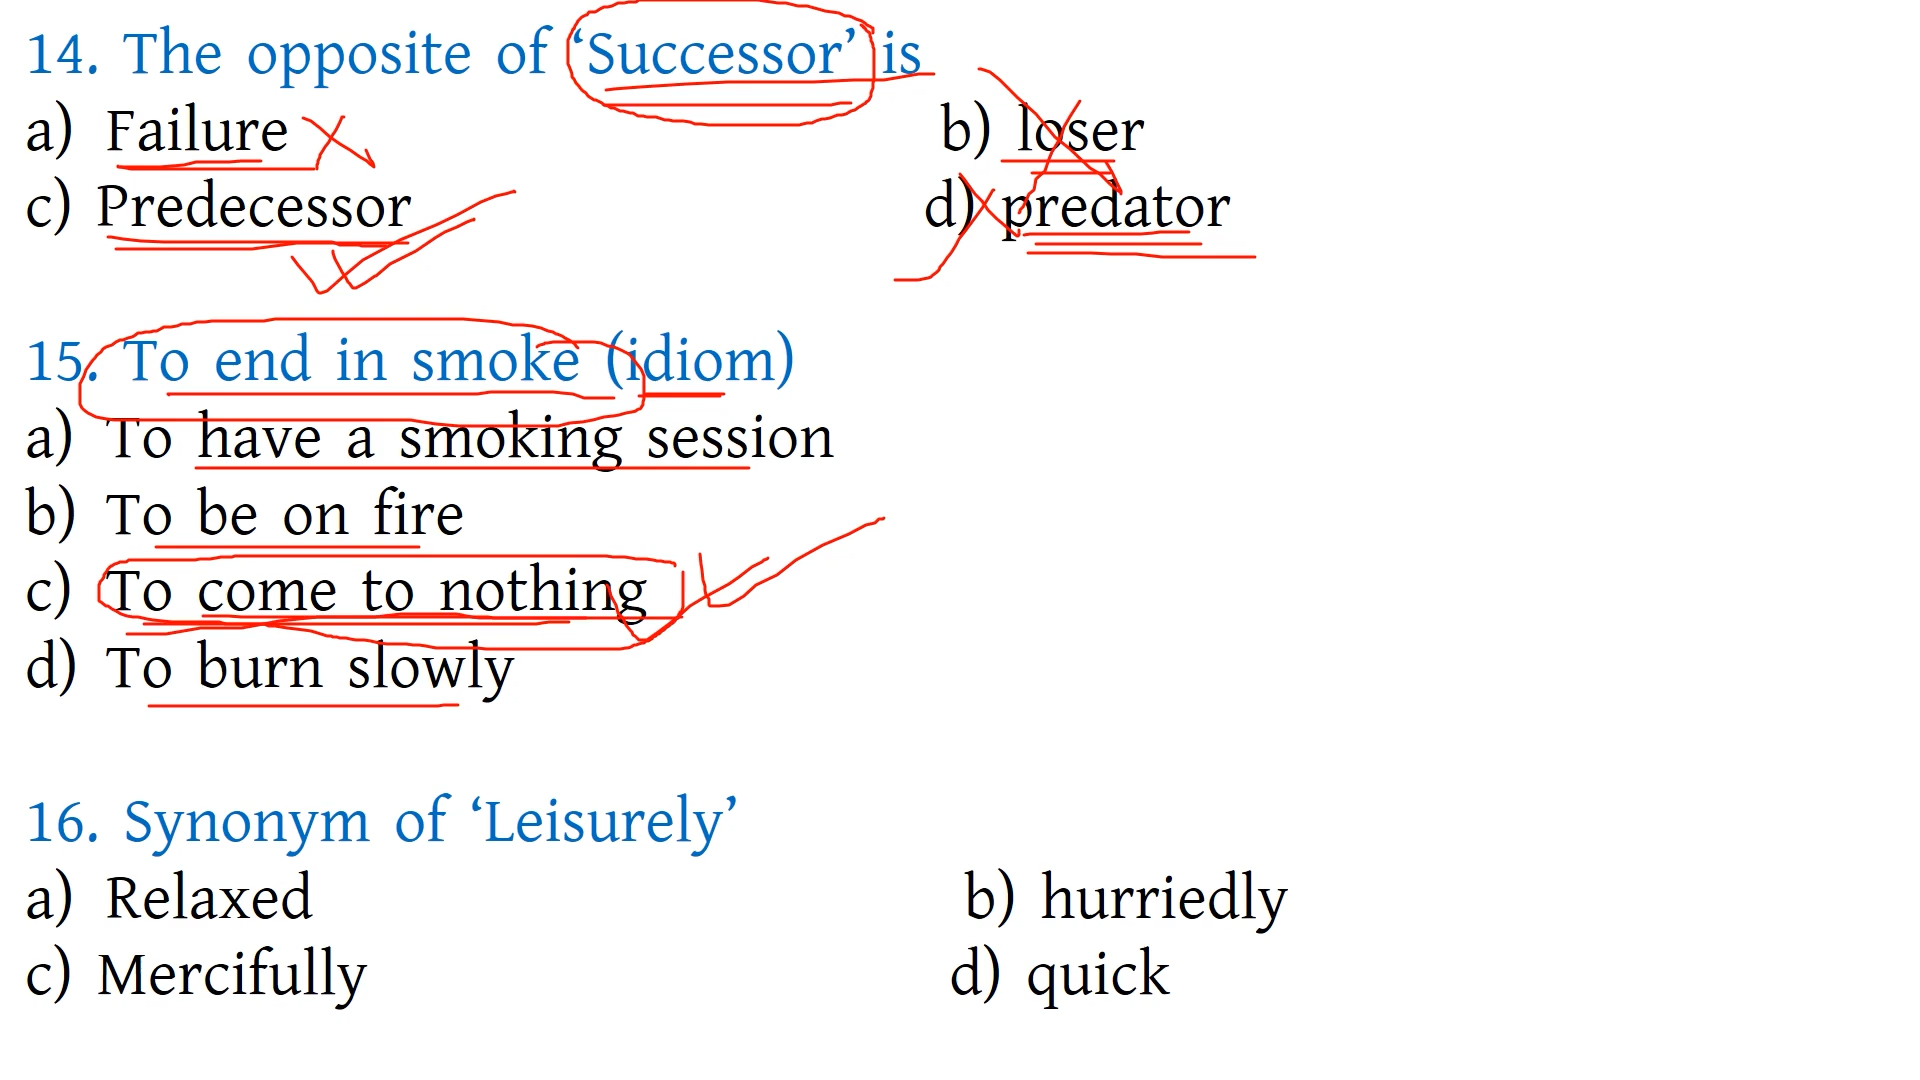 14. The opposite of ‘Successor’ is
a) Failure b) loser
c) Predecessor d) predator
15. To end in smoke (idiom)
a) To have a smoking session
b) To be on fire
c) To come to nothing
d) To burn slowly
16. Synonym of ‘Leisurely’
a) Relaxed b) hurriedly
c) Mercifully d) quick